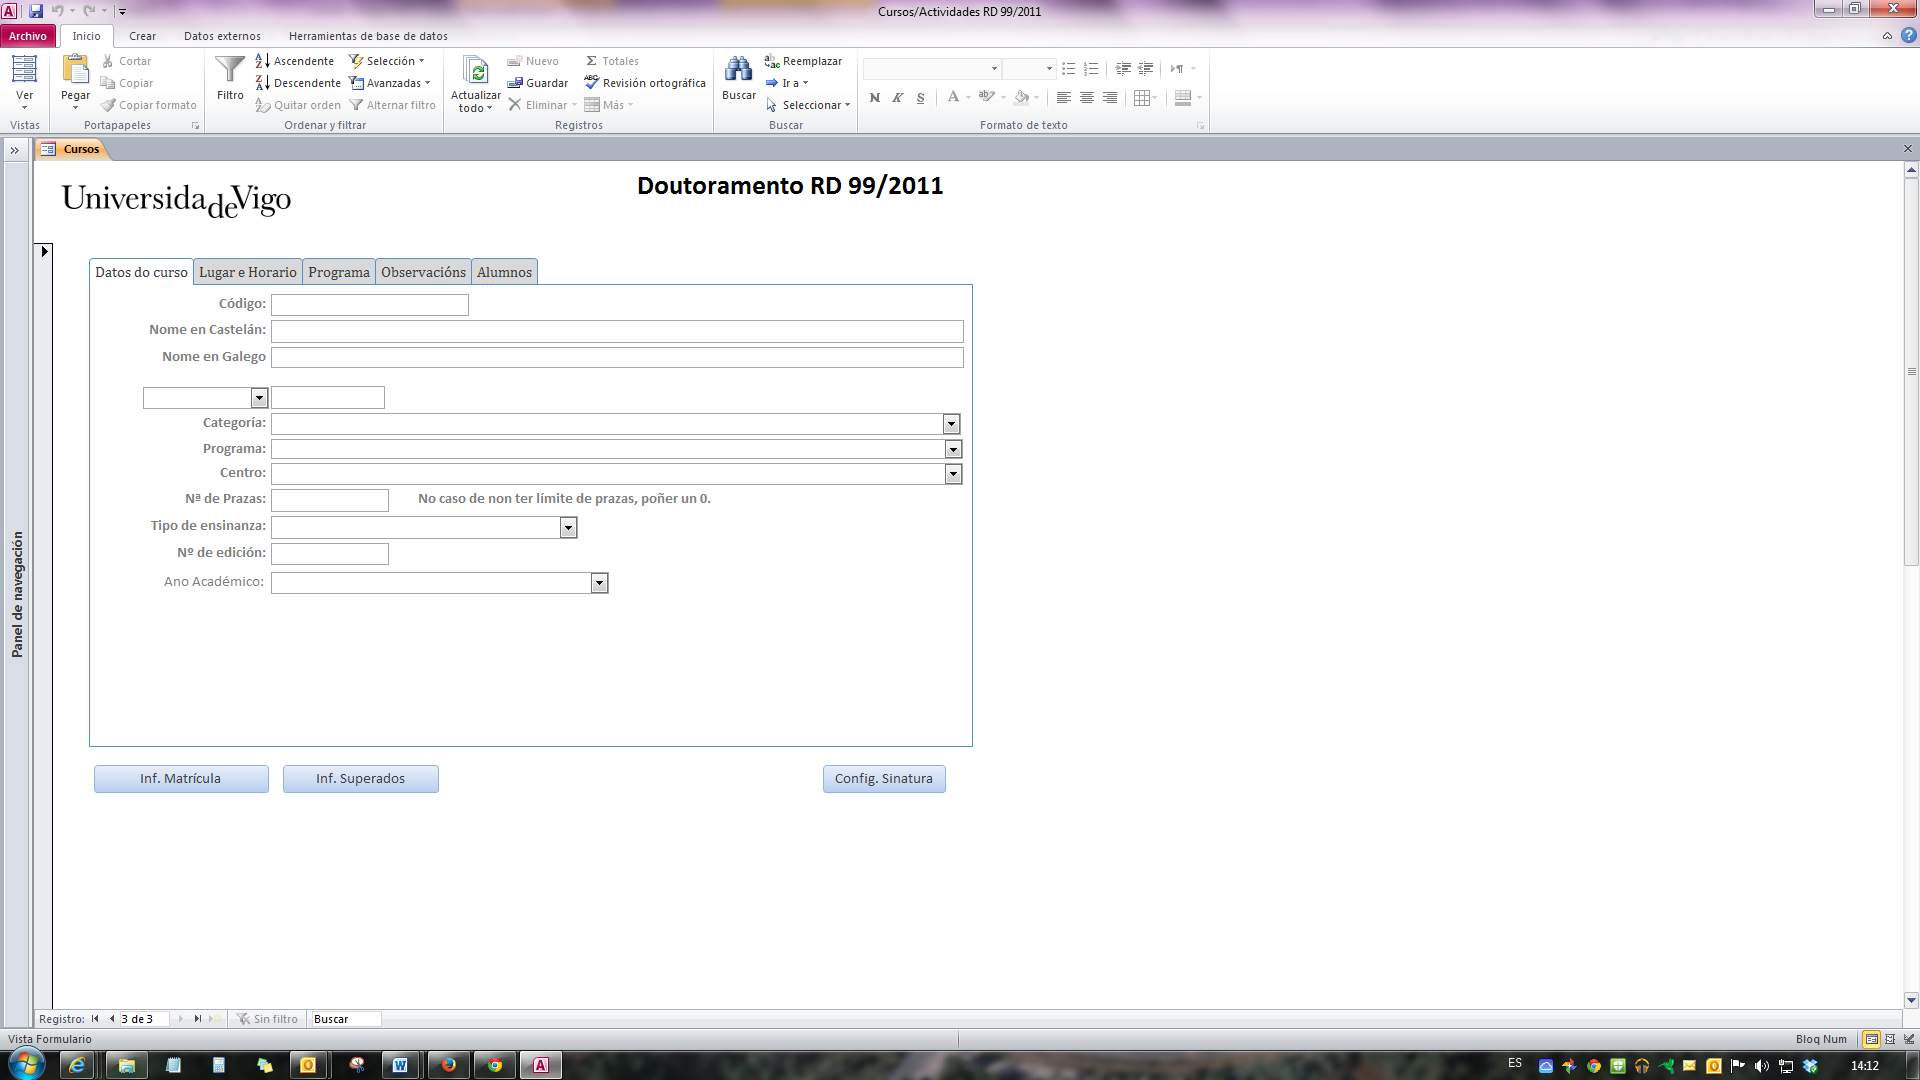 Cursos/Actividades RD 99/2011
Archivo Inicio Crear Datos externos Herramientas de base de datos
Ver
Vistas
Pegar
Cortar
Copiar
Copiar formato
Portapapeles
Filtro
Ascendente
Descendente
Quitar orden
Selección
Avanzadas
Alternar filtro
Ordenar y filtrar
Actualizar
todo
Nuevo
Guardar
Eliminar
Totales
Revisión ortográfica
Más
Registros
Buscar
Reemplazar
Ir a
Seleccionar
Buscar
N K S
Formato de texto
Cursos
Panel de navegación
Universidade de Vigo
Doutoramento RD 99/2011
Datos do curso Lugar e Horario Programa Observacións Alumnos
Código:
Nome en Castelán:
Nome en Galego
Categoría:
Programa:
Centro:
Nª de Prazas: No caso de non ter límite de prazas, poñer un 0.
Tipo de ensinanza:
Nº de edición:
Ano Académico:
Inf. Matrícula Inf. Superados Config. Sinatura
Registro: 3 de 3 Sin filtro Buscar
Vista Formulario Bloq Num
ES 14:12